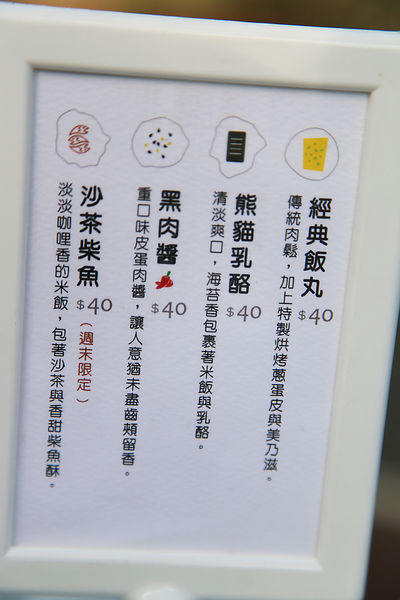 經典飯丸 $40
傳統肉鬆，加上特製烘烤蔥蛋皮與美乃滋。
熊貓乳酪 $40
清淡爽口，海苔香包裹著米飯與乳酪。
黑肉醬 $40
重口味皮蛋肉醬，讓人意猶未盡齒頰留香。
沙茶柴魚 $40（週末限定）
淡淡咖哩香的米飯，包著沙茶與香甜柴魚酥。